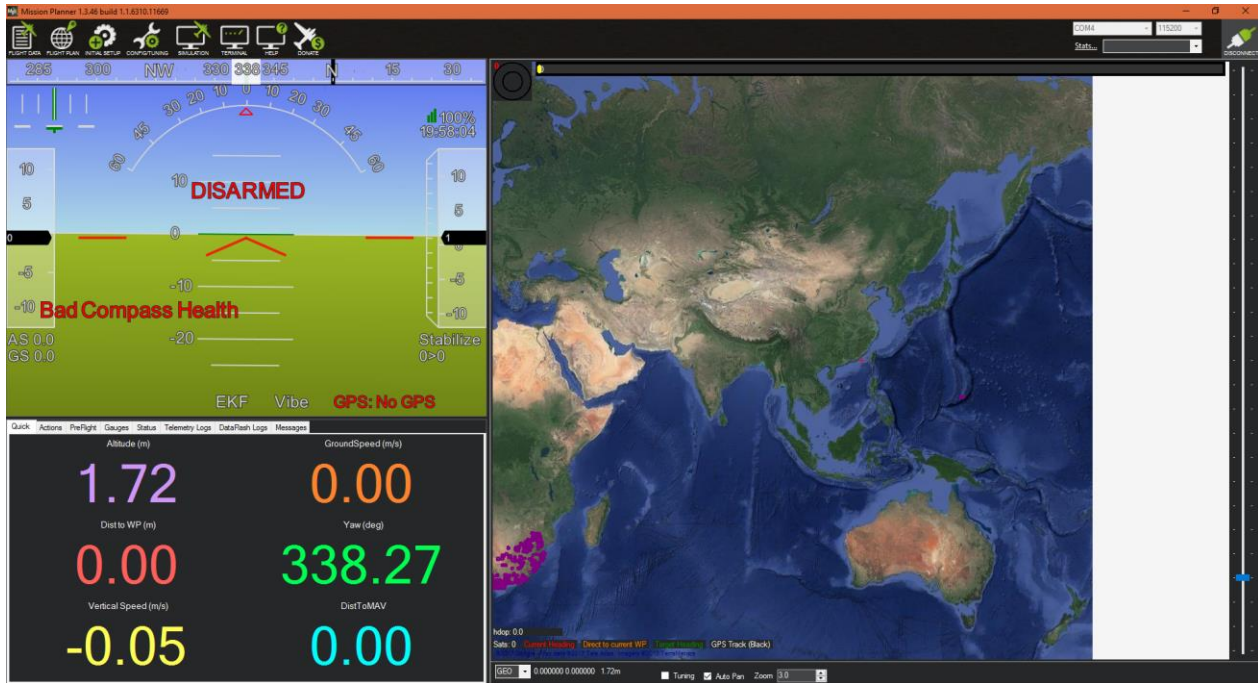 Mission Planner 1.3.46 build 1.1.6310.11669
FLIGHT DATA FLIGHT PLAN INITIAL SETUP CONFIG/TUNING SIMULATION TERMINAL HELP DONATE
COM4 115200
Stats...
DISCONNECT
285 300 NW 330 338 345 N 15 30
100%
19:58:04
60 45 30 20 10 0 10 20 30 45 60
10 10 10
DISARMED
5 5
0 0 1 0
-5 -10 -5
-10 Bad Compass Health -10
AS 0.0 -20 Stabilize
GS 0.0 0>0
EKF Vibe GPS: No GPS
Quick Actions PreFlight Gauges Status Telemetry Logs DataFlash Logs Messages
Altitude (m) GroundSpeed (m/s)
1.72 0.00
Dist to WP (m) Yaw (deg)
0.00 338.27
Vertical Speed (m/s) DistToMAV
-0.05 0.00
hdop: 0.0
Sats: 0 Current Heading Direct to current WP Target Heading GPS Track (Black)
GEO 0.000000 0.000000 1.72m Tuning Auto Pan Zoom 3.0